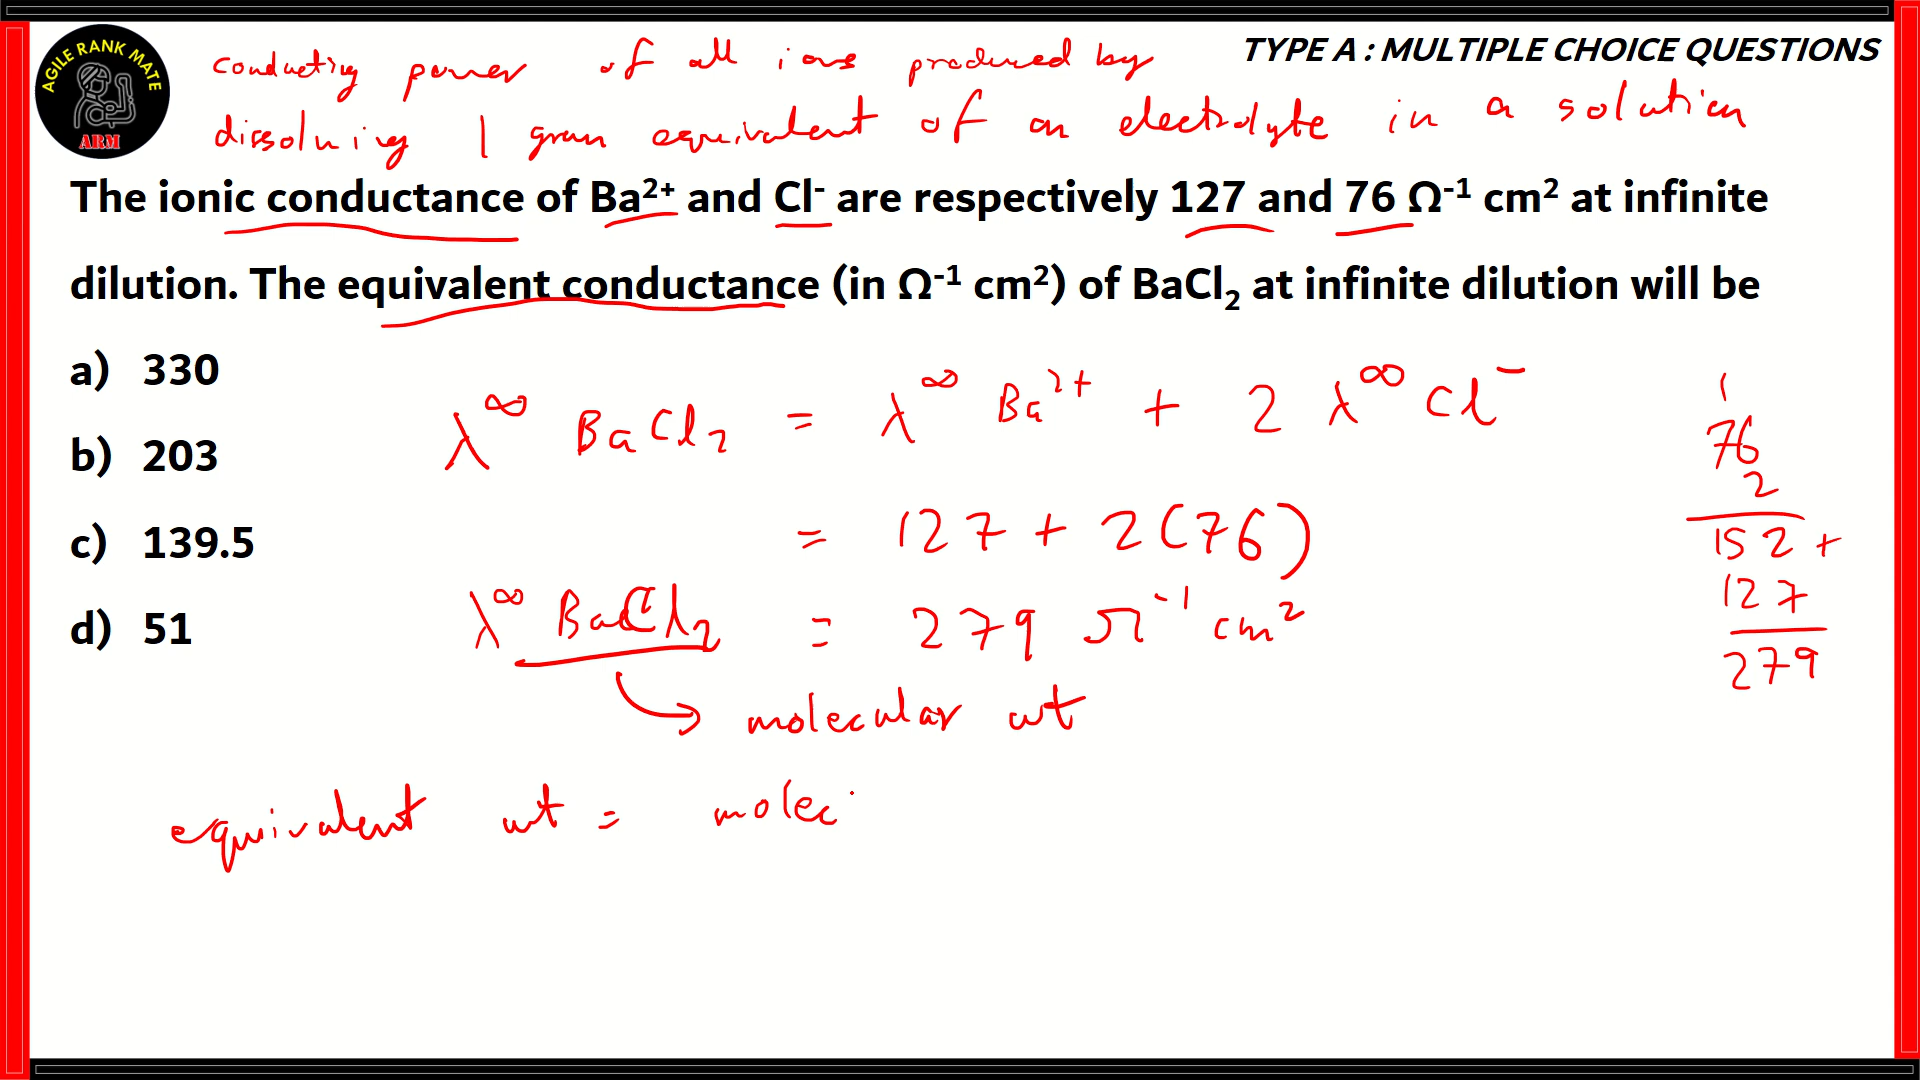 AGILE RANK MATE
ARM
TYPE A : MULTIPLE CHOICE QUESTIONS
conducting power of all ions produced by
dissolving 1 gram equivalent of an electrolyte in a solution
The ionic conductance of Ba²⁺ and Cl⁻ are respectively 127 and 76 Ω⁻¹ cm² at infinite
dilution. The equivalent conductance (in Ω⁻¹ cm²) of BaCl₂ at infinite dilution will be
a) 330
b) 203
c) 139.5
d) 51
λ^∞ BaCl₂ = λ^∞ Ba²⁺ + 2 λ^∞ Cl⁻
= 127 + 2(76)
λ^∞ BaCl₂ = 279 Ω⁻¹ cm²
→ molecular wt
equivalent wt = molec
1
76
2
152 +
127
279